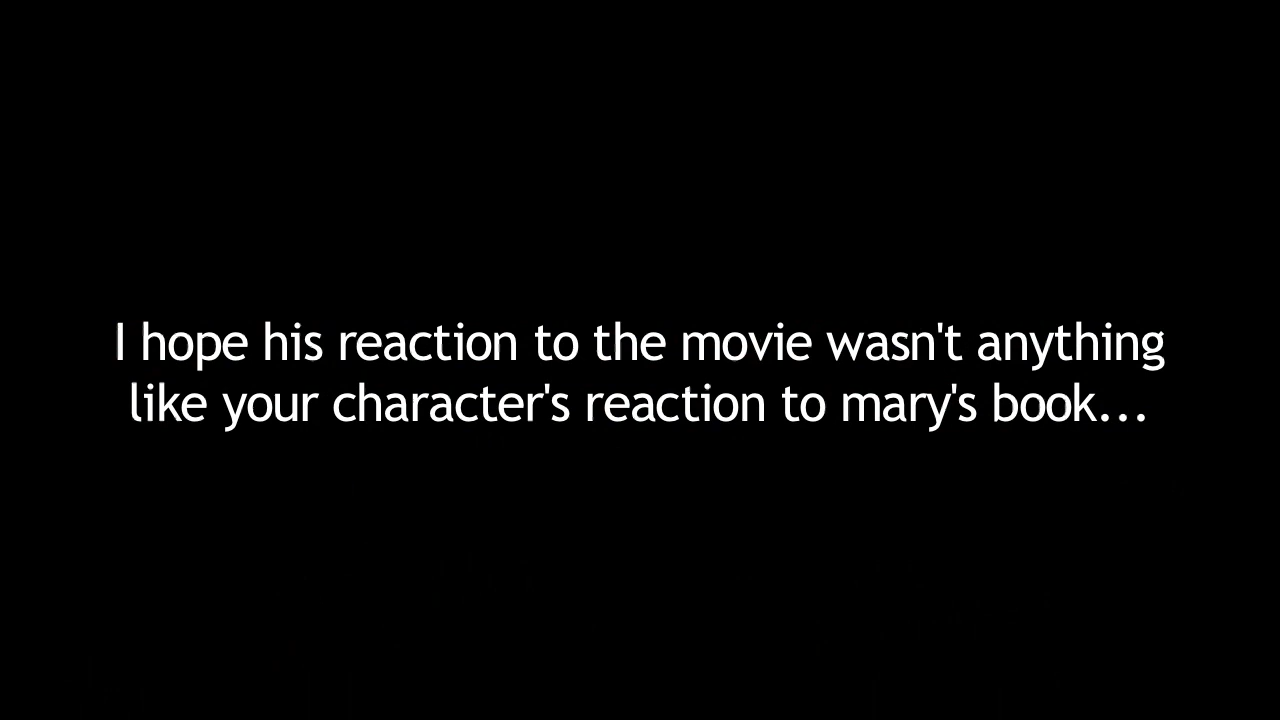 I hope his reaction to the movie wasn't anything
like your character's reaction to mary's book...